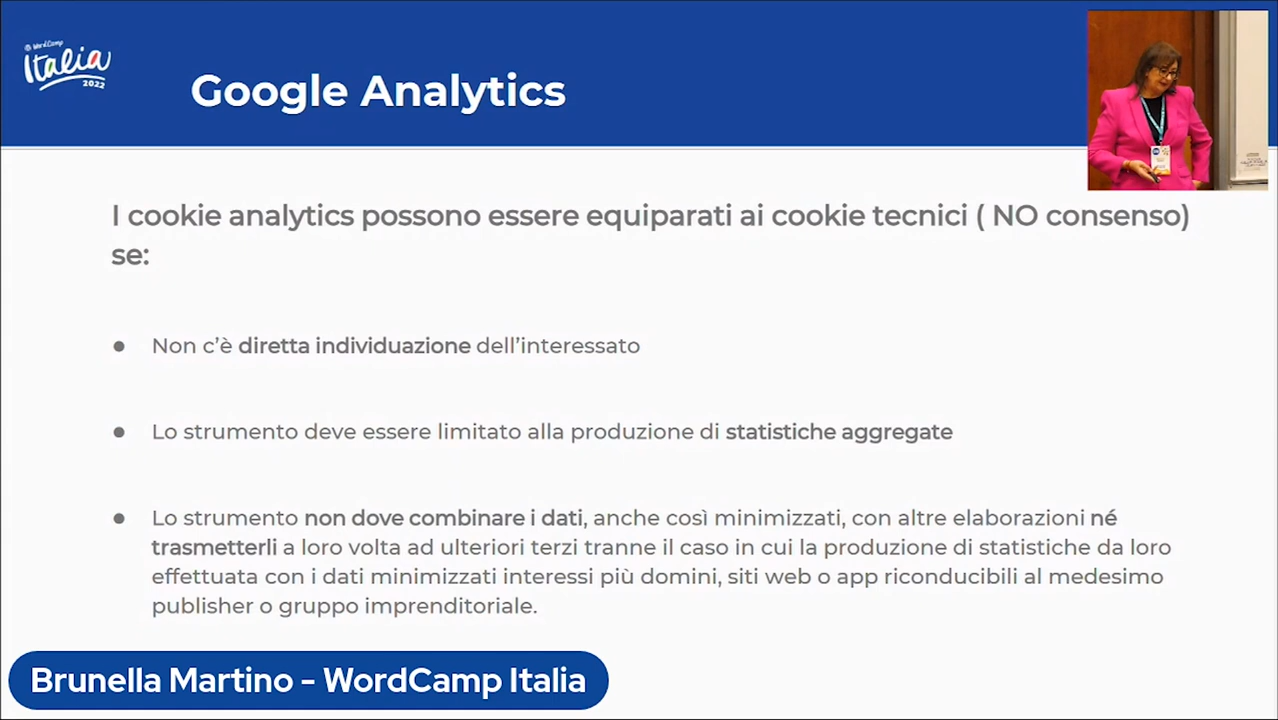 WordCamp
Italia
2022
Google Analytics
I cookie analytics possono essere equiparati ai cookie tecnici ( NO consenso)
se:
● Non c’è diretta individuazione dell’interessato
● Lo strumento deve essere limitato alla produzione di statistiche aggregate
● Lo strumento non dove combinare i dati, anche così minimizzati, con altre elaborazioni né
trasmetterli a loro volta ad ulteriori terzi tranne il caso in cui la produzione di statistiche da loro
effettuata con i dati minimizzati interessi più domini, siti web o app riconducibili al medesimo
publisher o gruppo imprenditoriale.
Brunella Martino - WordCamp Italia